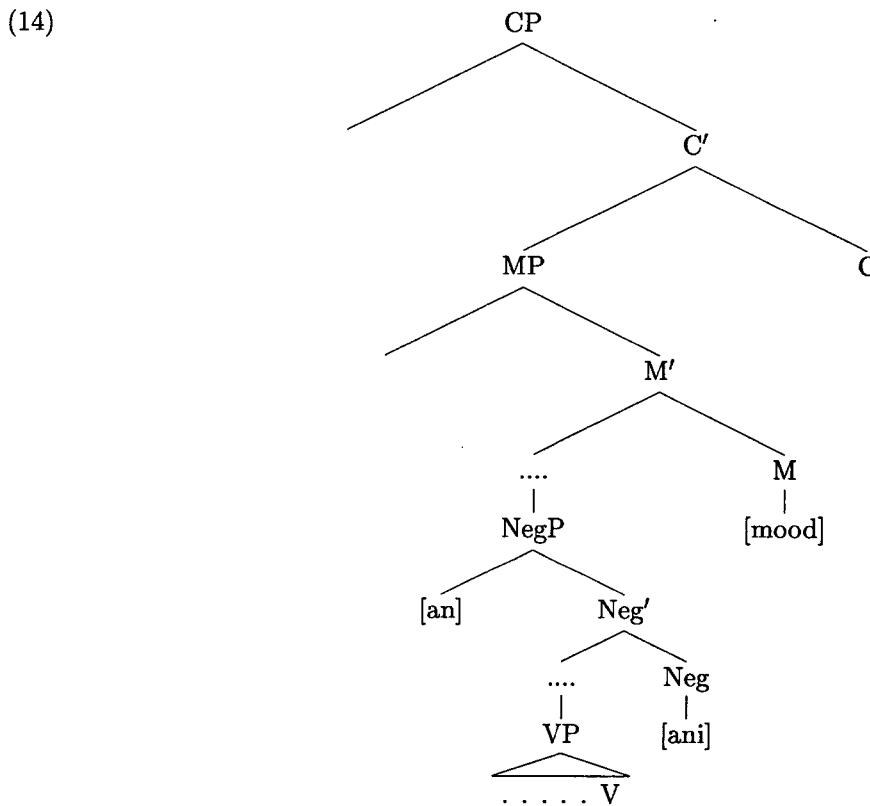 (14) CP
C′
MP C
M′
.... M
NegP [mood]
[an] Neg′
.... Neg
VP [ani]
. . . . . V